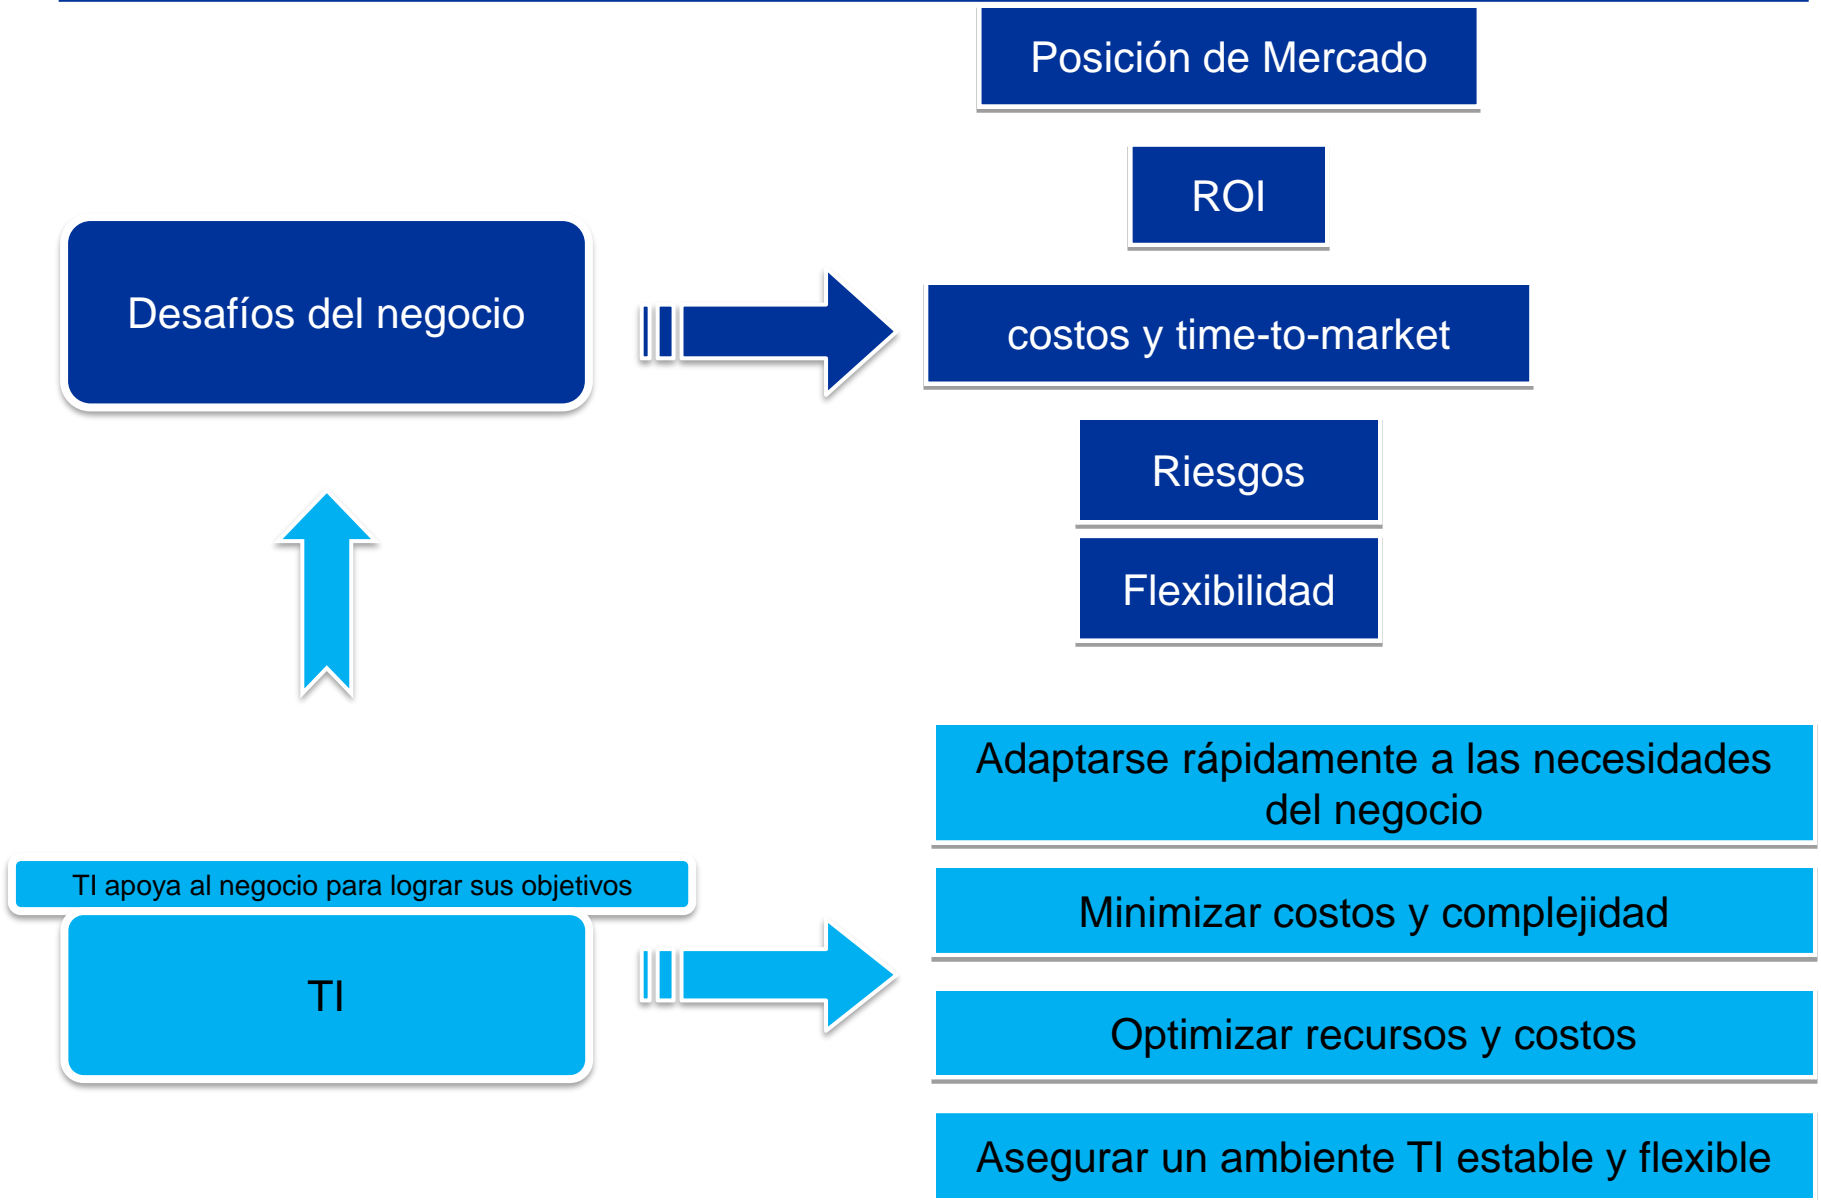 Posición de Mercado
ROI
Desafíos del negocio
costos y time-to-market
Riesgos
Flexibilidad
Adaptarse rápidamente a las necesidades
del negocio
TI apoya al negocio para lograr sus objetivos
Minimizar costos y complejidad
TI
Optimizar recursos y costos
Asegurar un ambiente TI estable y flexible